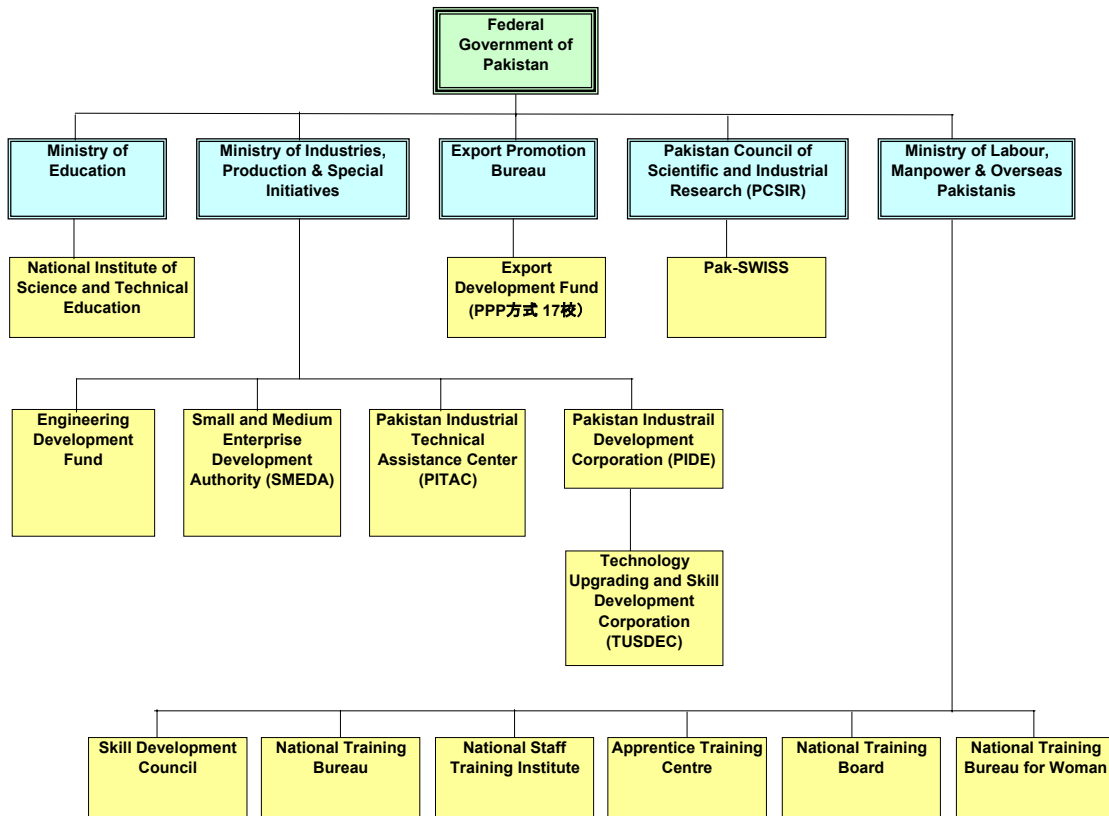 Federal
Government of
Pakistan
Ministry of
Education
Ministry of Industries,
Production & Special
Initiatives
Export Promotion
Bureau
Pakistan Council of
Scientific and Industrial
Research (PCSIR)
Ministry of Labour,
Manpower & Overseas
Pakistanis
National Institute of
Science and Technical
Education
Export
Development Fund
(PPP方式 17校）
Pak-SWISS
Engineering
Development
Fund
Small and Medium
Enterprise
Development
Authority (SMEDA)
Pakistan Industrial
Technical
Assistance Center
(PITAC)
Pakistan Industrail
Development
Corporation (PIDE)
Technology
Upgrading and Skill
Development
Corporation
(TUSDEC)
Skill Development
Council
National Training
Bureau
National Staff
Training Institute
Apprentice Training
Centre
National Training
Board
National Training
Bureau for Woman